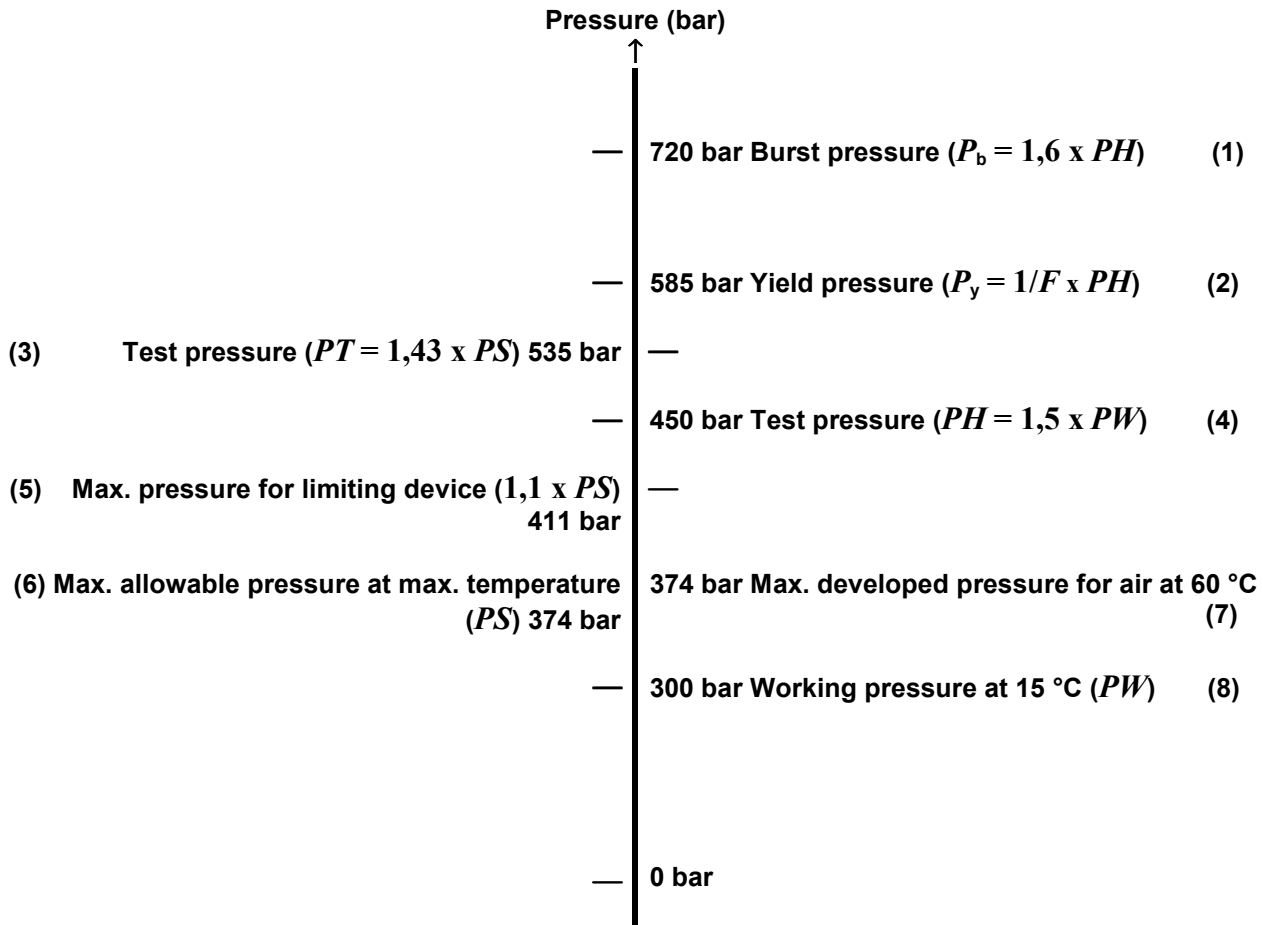 Pressure (bar)
720 bar Burst pressure (Pb = 1,6 x PH) (1)
585 bar Yield pressure (Py = 1/F x PH) (2)
(3) Test pressure (PT = 1,43 x PS) 535 bar
450 bar Test pressure (PH = 1,5 x PW) (4)
(5) Max. pressure for limiting device (1,1 x PS)
411 bar
(6) Max. allowable pressure at max. temperature
(PS) 374 bar
374 bar Max. developed pressure for air at 60 °C
(7)
300 bar Working pressure at 15 °C (PW) (8)
0 bar